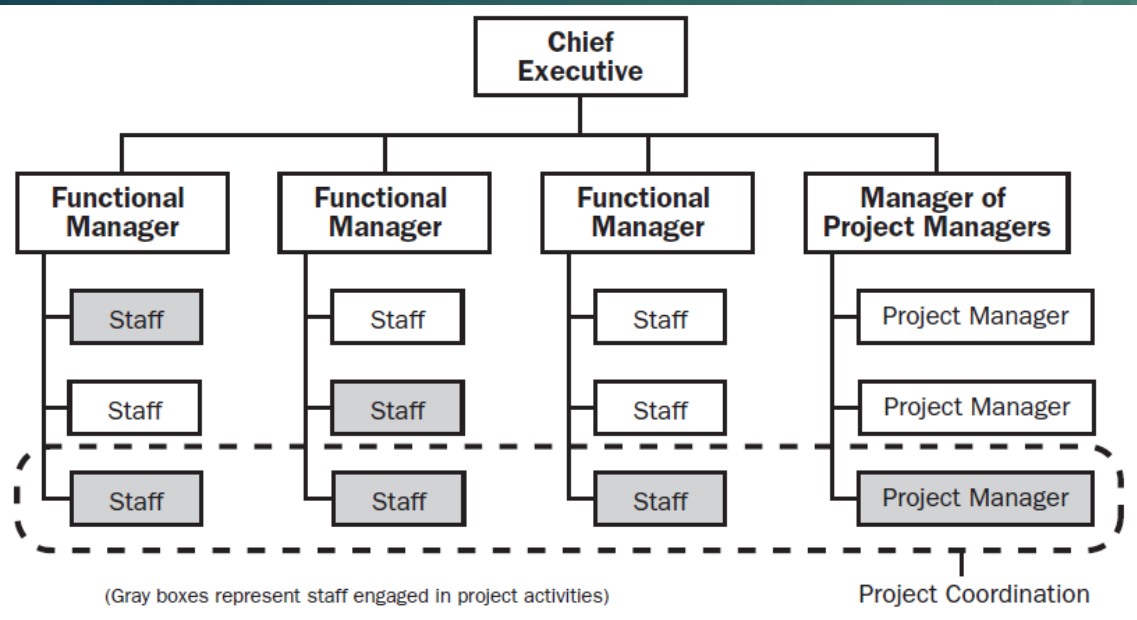 Chief
Executive
Functional
Manager
Functional
Manager
Functional
Manager
Manager of
Project Managers
Staff
Staff
Staff
Project Manager
Staff
Staff
Staff
Project Manager
Staff
Staff
Staff
Project Manager
(Gray boxes represent staff engaged in project activities)
Project Coordination